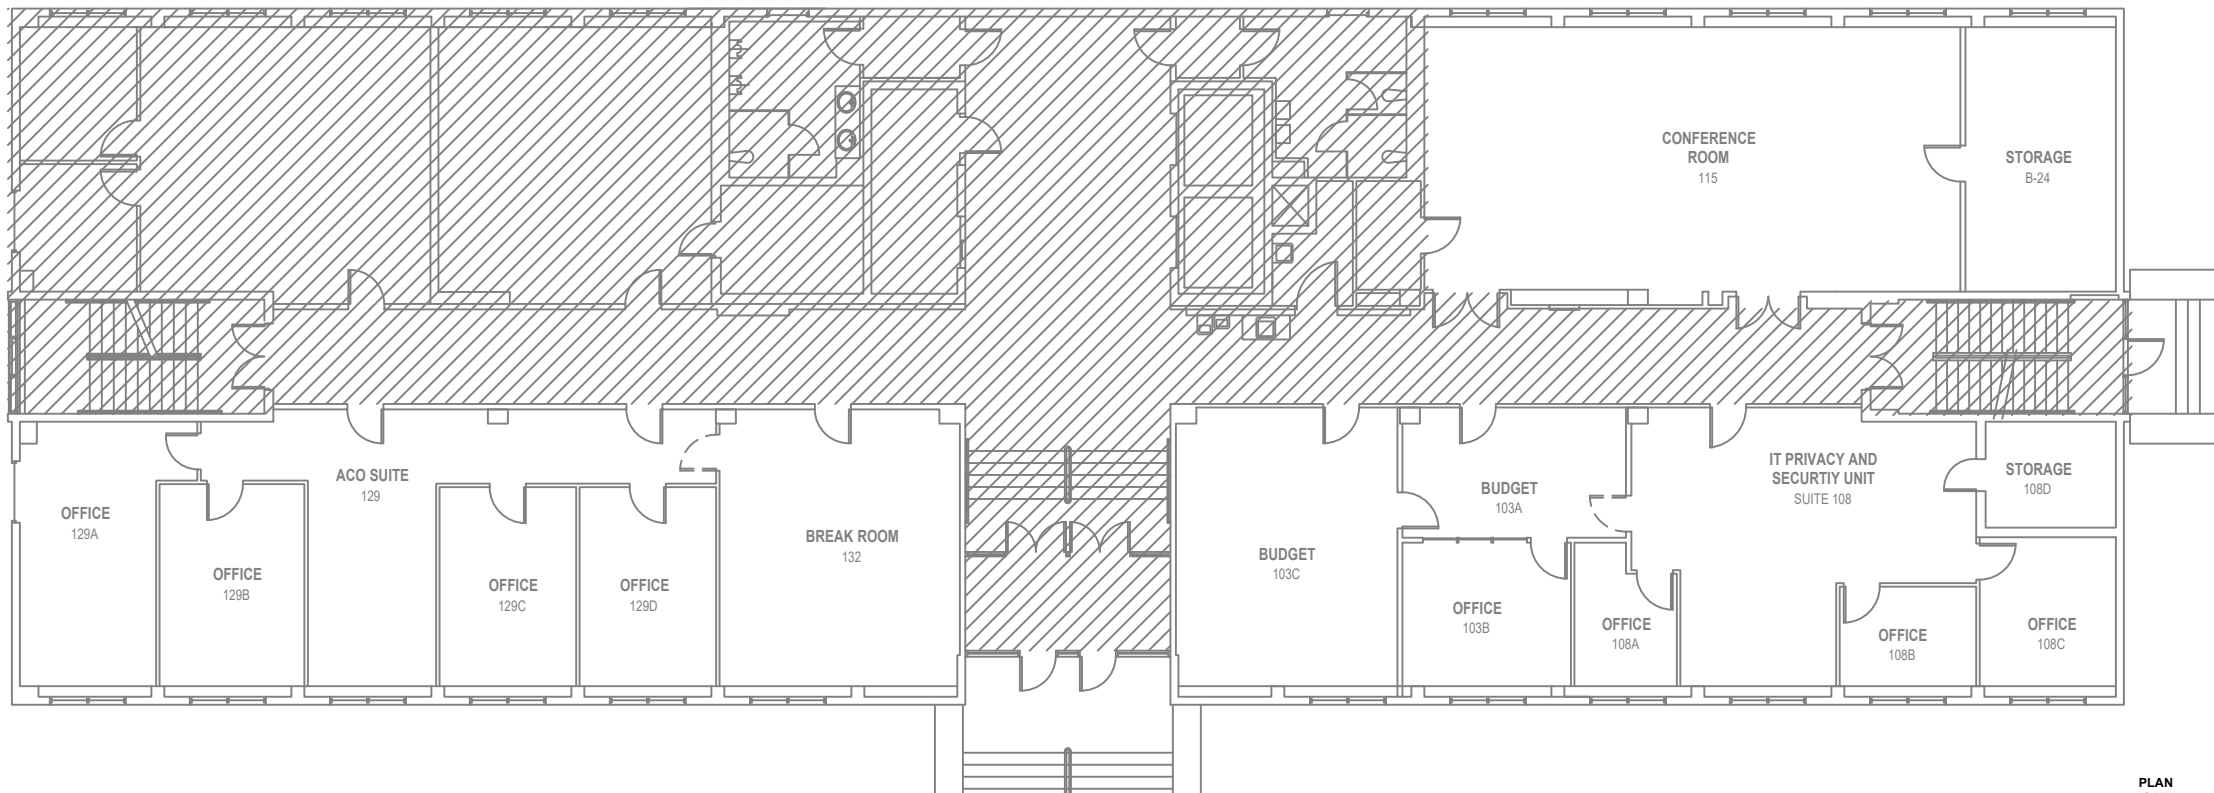 CONFERENCE
ROOM
115
STORAGE
B-24
ACO SUITE
129
OFFICE
129A
OFFICE
129B
OFFICE
129C
OFFICE
129D
BREAK ROOM
132
BUDGET
103C
BUDGET
103A
OFFICE
103B
OFFICE
108A
IT PRIVACY AND
SECURTIY UNIT
SUITE 108
STORAGE
108D
OFFICE
108B
OFFICE
108C
PLAN